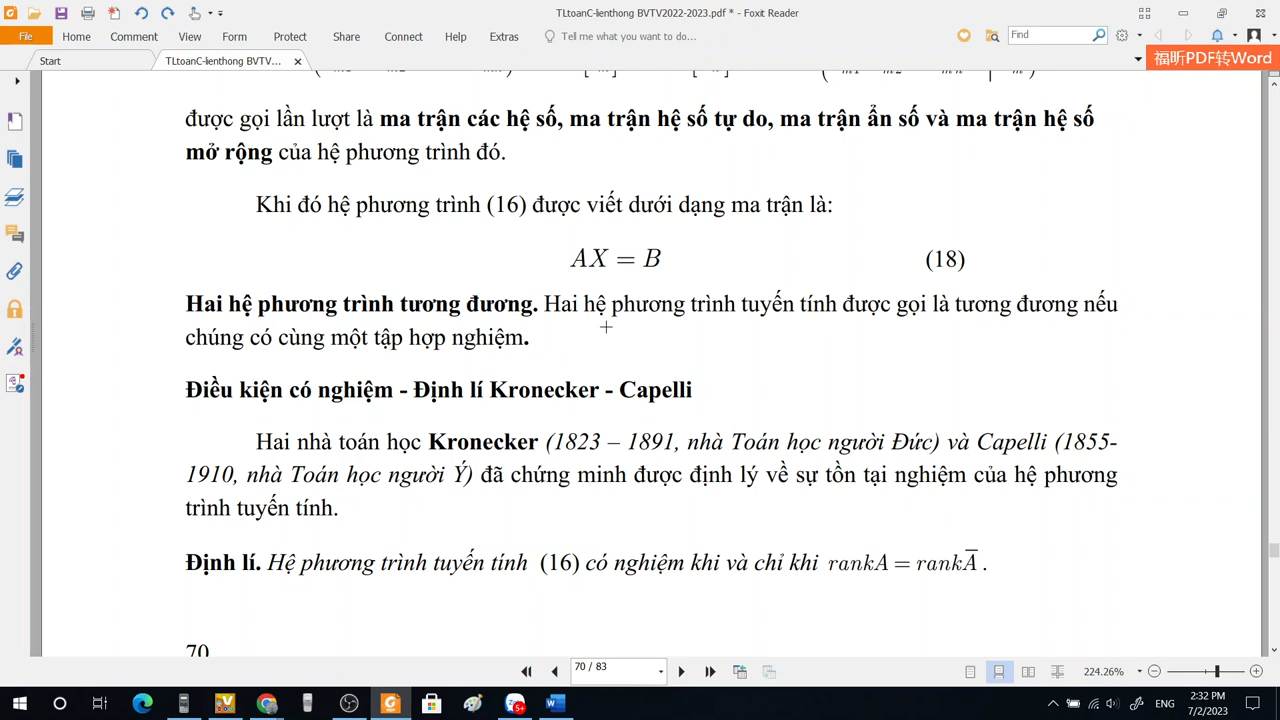 TLtoanC-lienthong BVTV2022-2023.pdf * - Foxit Reader
File Home Comment View Form Protect Share Connect Help Extras Tell me what you want to do... Find
Start TLtoanC-lienthong BVTV... 福昕PDF转Word
được gọi lần lượt là ma trận các hệ số, ma trận hệ số tự do, ma trận ẩn số và ma trận hệ số
mở rộng của hệ phương trình đó.
Khi đó hệ phương trình (16) được viết dưới dạng ma trận là:
AX = B (18)
Hai hệ phương trình tương đương. Hai hệ phương trình tuyến tính được gọi là tương đương nếu
chúng có cùng một tập hợp nghiệm.
Điều kiện có nghiệm - Định lí Kronecker - Capelli
Hai nhà toán học Kronecker (1823 – 1891, nhà Toán học người Đức) và Capelli (1855-
1910, nhà Toán học người Ý) đã chứng minh được định lý về sự tồn tại nghiệm của hệ phương
trình tuyến tính.
Định lí. Hệ phương trình tuyến tính (16) có nghiệm khi và chỉ khi rankA = rankA̅ .
70
70 / 83 224.26%
ENG 2:32 PM
7/2/2023